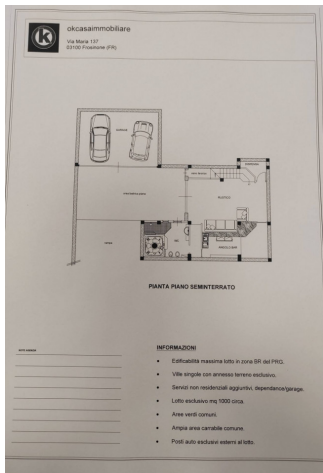 okcasaimmobiliare
Via Maria 137
03100 Frosinone (FR)
PIANTA PIANO SEMINTERRATO
INFORMAZIONI
Edificabilità massima lotto in zona BR del PRG.
Ville singole con annesso terreno esclusivo.
Servizi non residenziali aggiuntivi, dependance/garage.
Lotto esclusivo mq 1000 circa.
Aree verdi comuni.
Ampia area carrabile comune.
Posti auto esclusivi esterni al lotto.